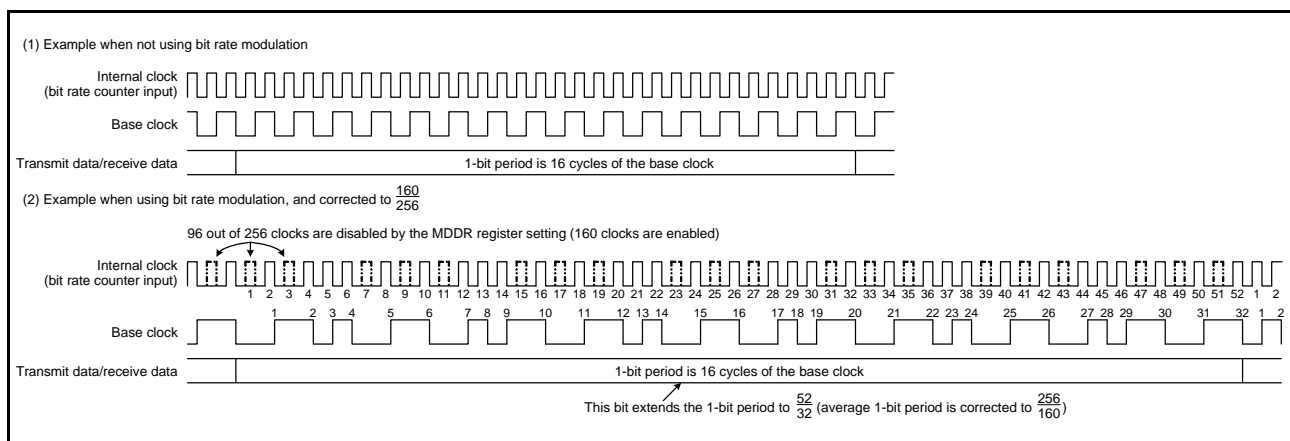 (1) Example when not using bit rate modulation
Internal clock
(bit rate counter input)
Base clock
Transmit data/receive data
1-bit period is 16 cycles of the base clock
(2) Example when using bit rate modulation, and corrected to 160/256
96 out of 256 clocks are disabled by the MDDR register setting (160 clocks are enabled)
Internal clock
(bit rate counter input)
1 2 3 4 5 6 7 8 9 10 11 12 13 14 15 16 17 18 19 20 21 22 23 24 25 26 27 28 29 30 31 32 33 34 35 36 37 38 39 40 41 42 43 44 45 46 47 48 49 50 51 52 1 2
1 2 3 4 5 6 7 8 9 10 11 12 13 14 15 16 17 18 19 20 21 22 23 24 25 26 27 28 29 30 31 32 1 2
Base clock
Transmit data/receive data
1-bit period is 16 cycles of the base clock
This bit extends the 1-bit period to 52/32 (average 1-bit period is corrected to 256/160)